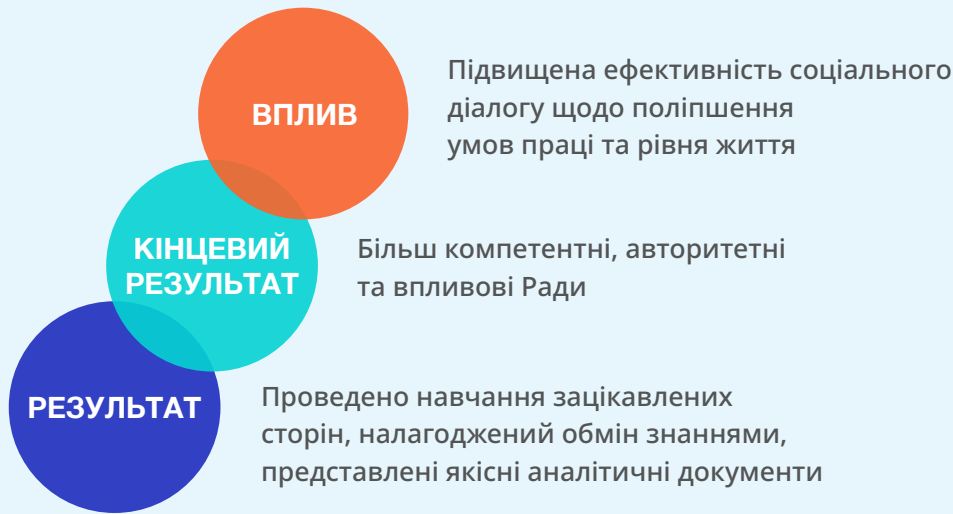 ВПЛИВ
Підвищена ефективність соціального
діалогу щодо поліпшення
умов праці та рівня життя
КІНЦЕВИЙ
РЕЗУЛЬТАТ
Більш компетентні, авторитетні
та впливові Ради
РЕЗУЛЬТАТ
Проведено навчання зацікавлених
сторін, налагоджений обмін знаннями,
представлені якісні аналітичні документи